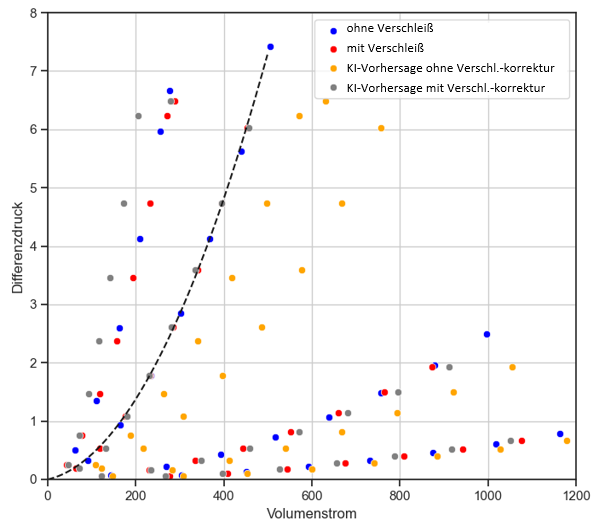 8
ohne Verschleiß
mit Verschleiß
KI-Vorhersage ohne Verschl.-korrektur
KI-Vorhersage mit Verschl.-korrektur
7
6
5
4
3
2
1
0
Differenzdruck
0 200 400 600 800 1000 1200
Volumenstrom